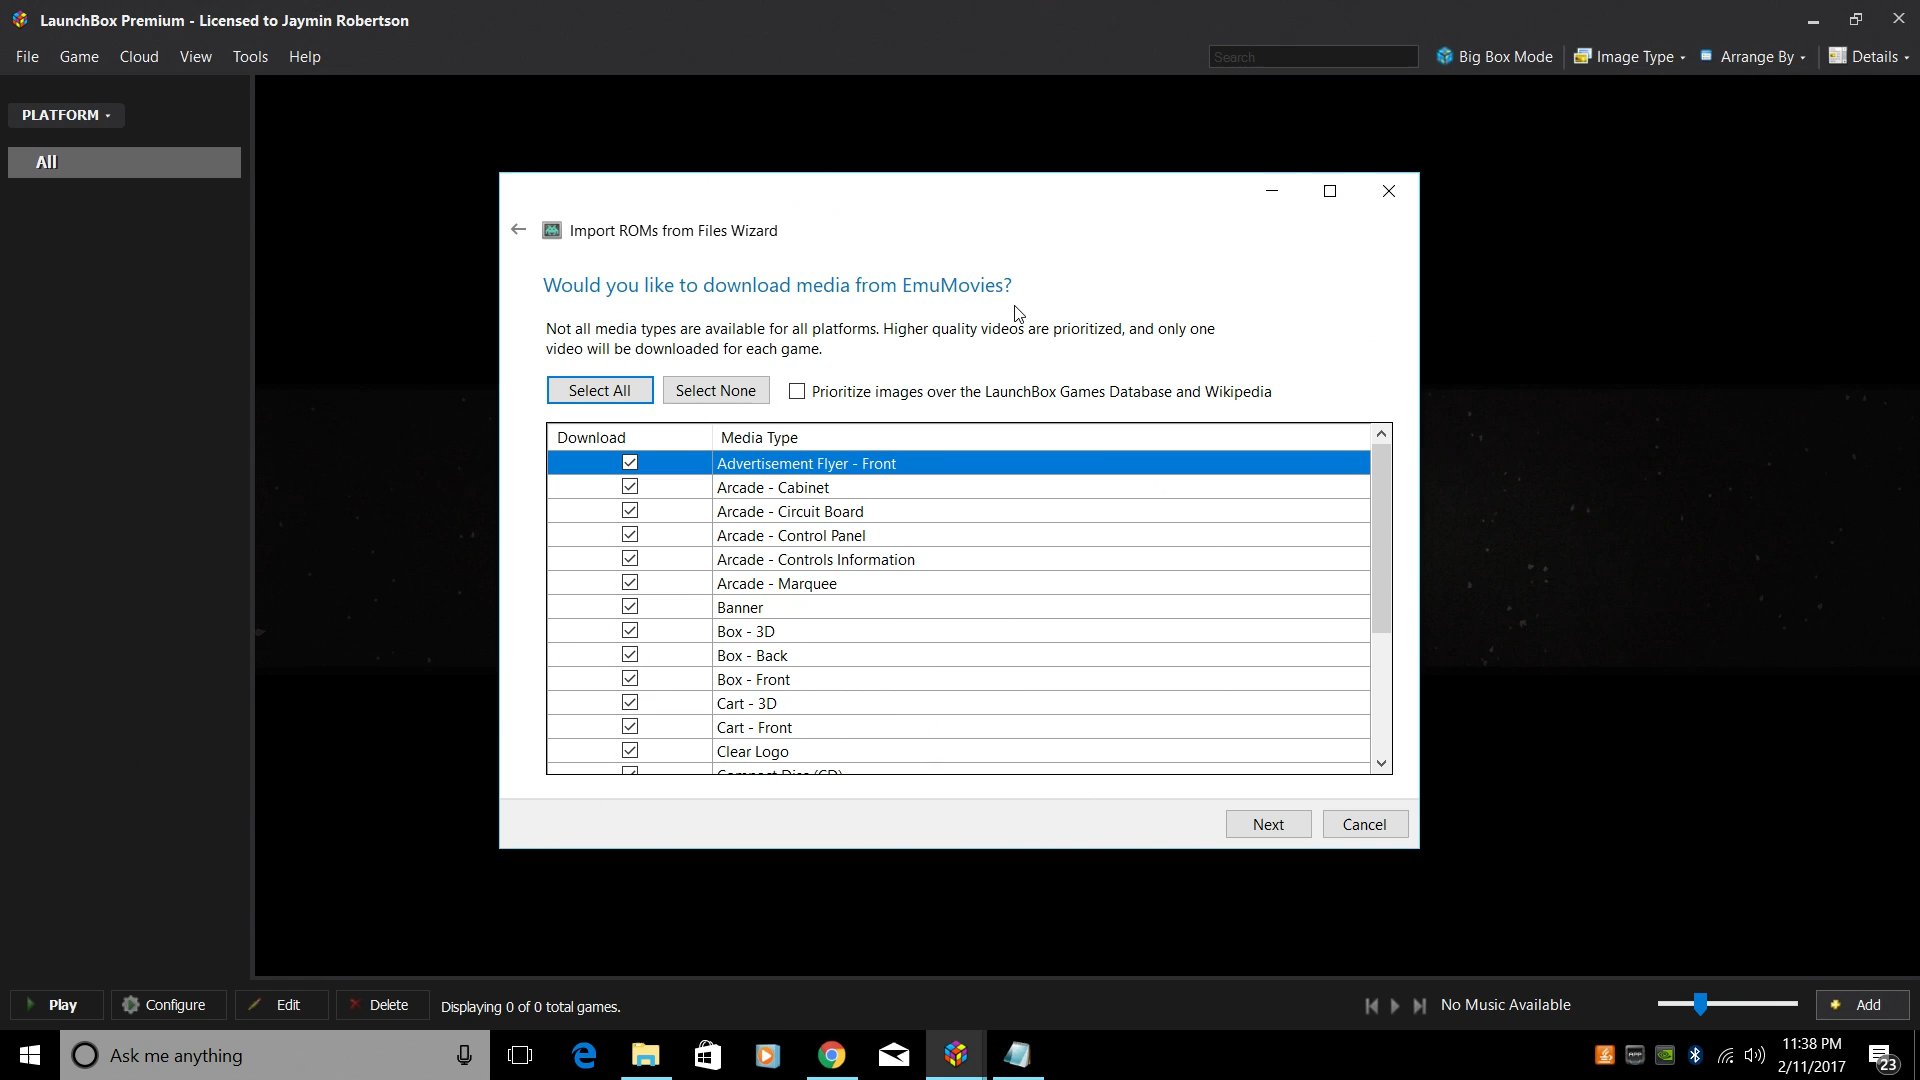 LaunchBox Premium - Licensed to Jaymin Robertson
File Game Cloud View Tools Help
Search
Big Box Mode
Image Type
Arrange By
Details
PLATFORM
All
Import ROMs from Files Wizard
Would you like to download media from EmuMovies?
Not all media types are available for all platforms. Higher quality videos are prioritized, and only one
video will be downloaded for each game.
Select All
Select None
Prioritize images over the LaunchBox Games Database and Wikipedia
Download Media Type
Advertisement Flyer - Front
Arcade - Cabinet
Arcade - Circuit Board
Arcade - Control Panel
Arcade - Controls Information
Arcade - Marquee
Banner
Box - 3D
Box - Back
Box - Front
Cart - 3D
Cart - Front
Clear Logo
Compact Disc (CD)
Next
Cancel
Play
Configure
Edit
Delete
Displaying 0 of 0 total games.
No Music Available
Add
Ask me anything
11:38 PM
2/11/2017
23